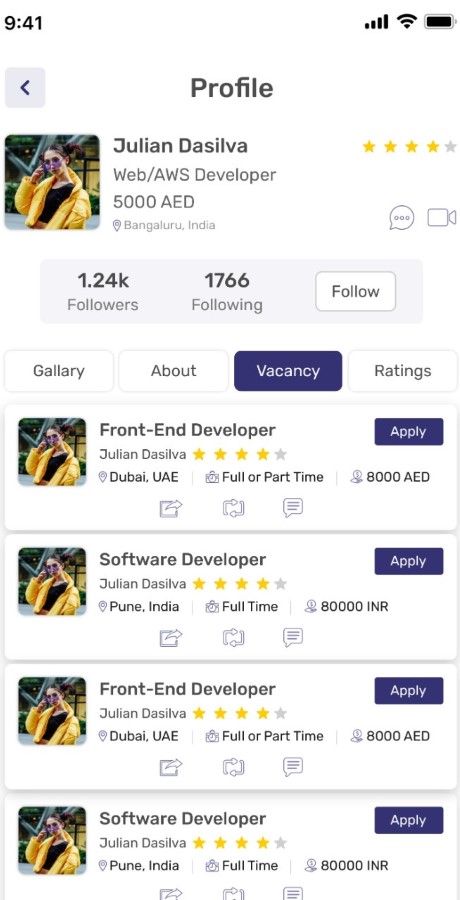 9:41
Profile
Julian Dasilva
Web/AWS Developer
5000 AED
Bangaluru, India
1.24k 1766
Followers Following Follow
Gallary About Vacancy Ratings
Front-End Developer Apply
Julian Dasilva
Dubai, UAE Full or Part Time 8000 AED
Software Developer Apply
Julian Dasilva
Pune, India Full Time 80000 INR
Front-End Developer Apply
Julian Dasilva
Dubai, UAE Full or Part Time 8000 AED
Software Developer Apply
Julian Dasilva
Pune, India Full Time 80000 INR